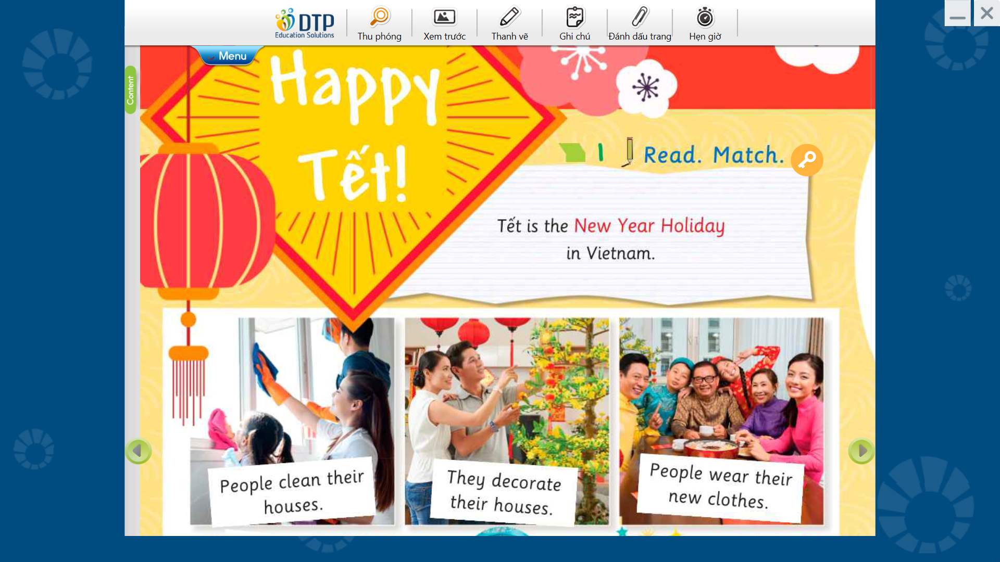 DTP
Education Solutions
Thu phóng
Xem trước
Thanh vẽ
Ghi chú
Đánh dấu trang
Hẹn giờ
Menu
Content
Happy
Tết!
1 Read. Match.
Tết is the New Year Holiday
in Vietnam.
People clean their
houses.
They decorate
their houses.
People wear their
new clothes.